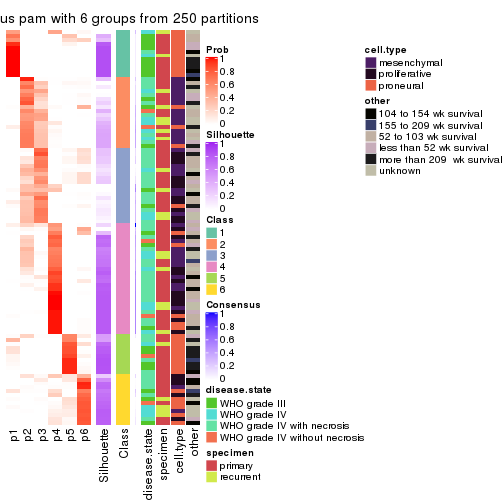 us pam with 6 groups from 250 partitions
Prob
1
0.8
0.6
0.4
0.2
0
Silhouette
1
0.8
0.6
0.4
0.2
0
Class
1
2
3
4
5
6
Consensus
1
0.8
0.6
0.4
0.2
0
disease.state
WHO grade III
WHO grade IV
WHO grade IV with necrosis
WHO grade IV without necrosis
specimen
primary
recurrent
cell.type
mesenchymal
proliferative
proneural
other
104 to 154 wk survival
155 to 209 wk survival
52 to 103 wk survival
less than 52 wk survival
more than 209  wk survival
unknown
p1
p2
p3
p4
p5
p6
Silhouette
Class
disease.state
specimen
cell.type
other